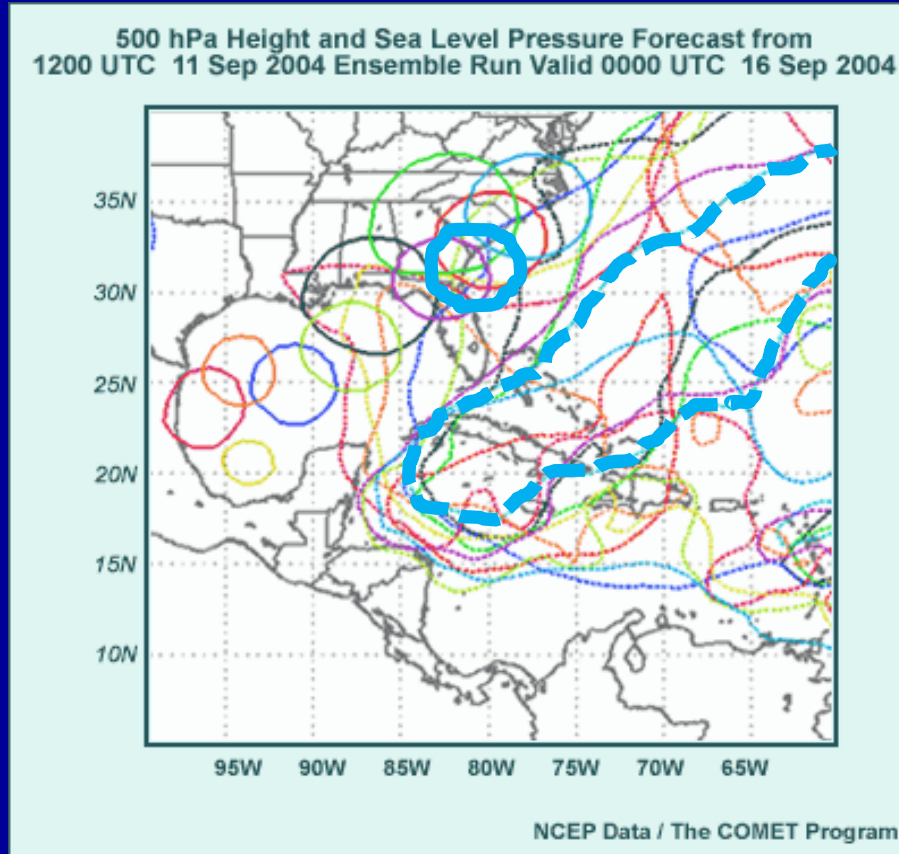 500 hPa Height and Sea Level Pressure Forecast from
1200 UTC 11 Sep 2004 Ensemble Run Valid 0000 UTC 16 Sep 2004
35N
30N
25N
20N
15N
10N
95W 90W 85W 80W 75W 70W 65W
NCEP Data / The COMET Program